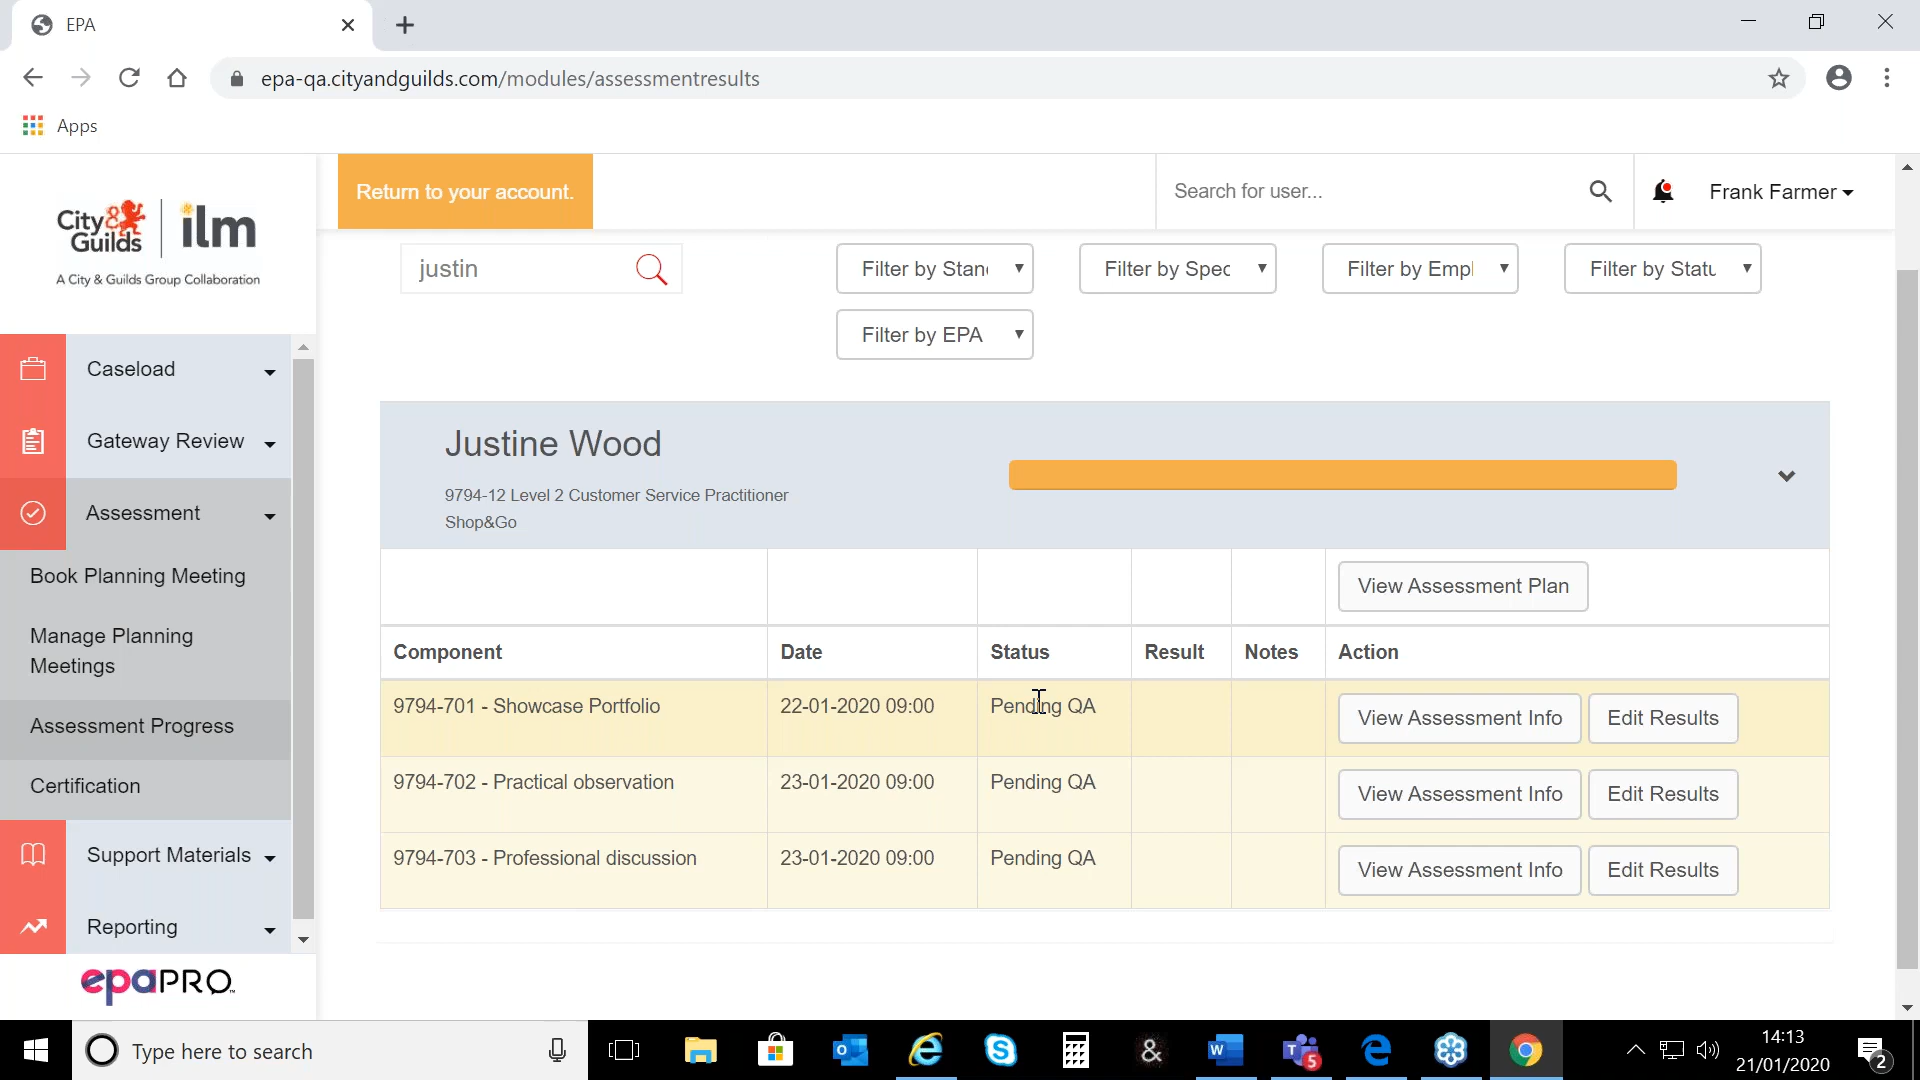 EPA
epa-qa.cityandguilds.com/modules/assessmentresults
Apps
City & Guilds
ilm
A City & Guilds Group Collaboration
Return to your account.
Search for user...
Frank Farmer
justin
Filter by Stan
Filter by Spec
Filter by Empl
Filter by Statu
Filter by EPA
Caseload
Gateway Review
Assessment
Book Planning Meeting
Manage Planning
Meetings
Assessment Progress
Certification
Support Materials
Reporting
epaPRO
Justine Wood
9794-12 Level 2 Customer Service Practitioner
Shop&Go
View Assessment Plan
Component Date Status Result Notes Action
9794-701 - Showcase Portfolio 22-01-2020 09:00 Pending QA View Assessment Info Edit Results
9794-702 - Practical observation 23-01-2020 09:00 Pending QA View Assessment Info Edit Results
9794-703 - Professional discussion 23-01-2020 09:00 Pending QA View Assessment Info Edit Results
Type here to search
&
5
14:13
21/01/2020
2